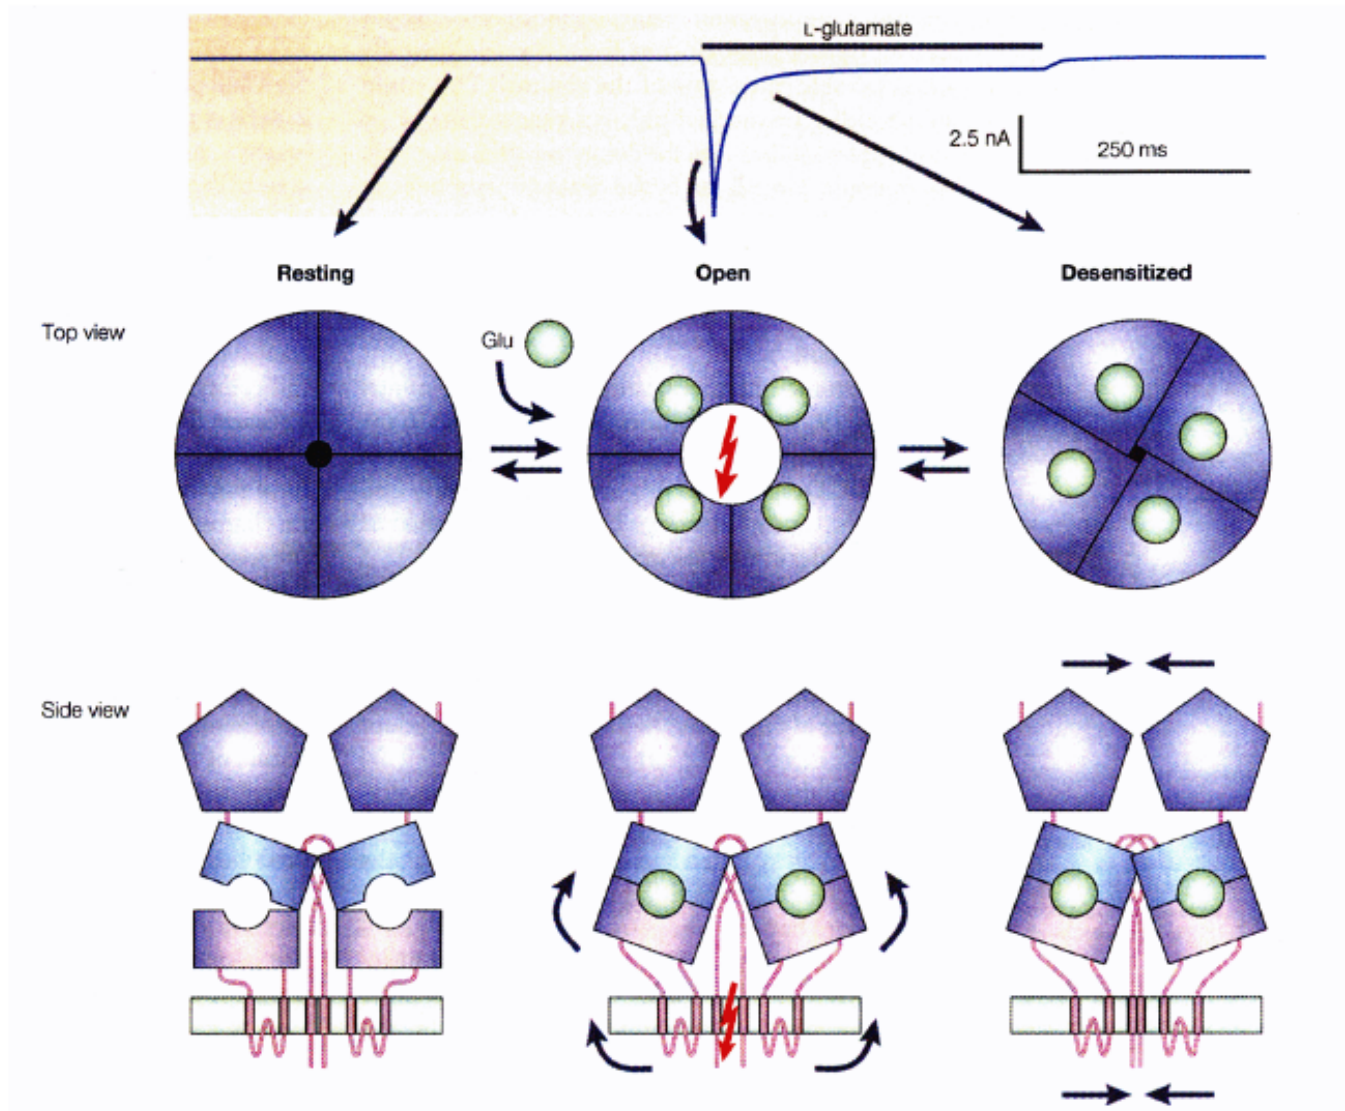 L-glutamate
2.5 nA
250 ms
Resting
Open
Desensitized
Top view
Glu
Side view